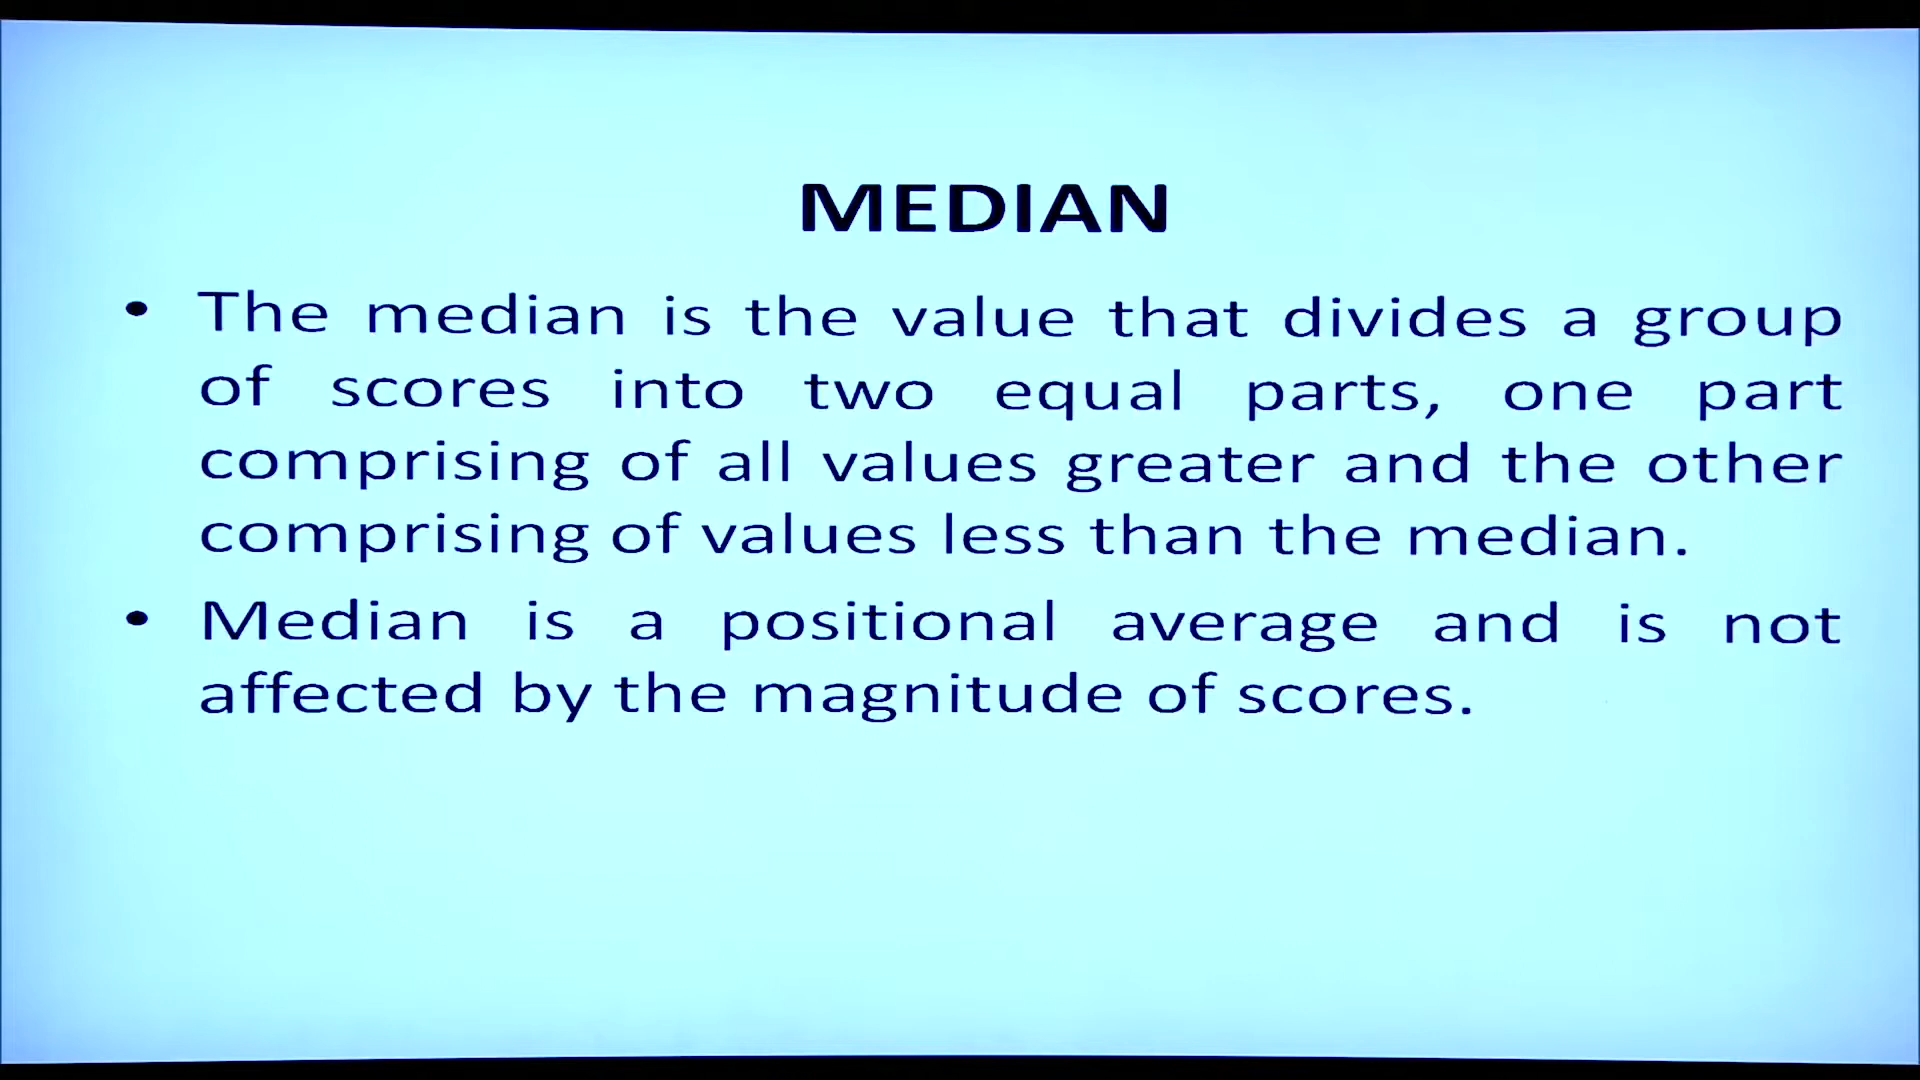 MEDIAN
• The median is the value that divides a group
of scores into two equal parts, one part
comprising of all values greater and the other
comprising of values less than the median.
• Median is a positional average and is not
affected by the magnitude of scores.